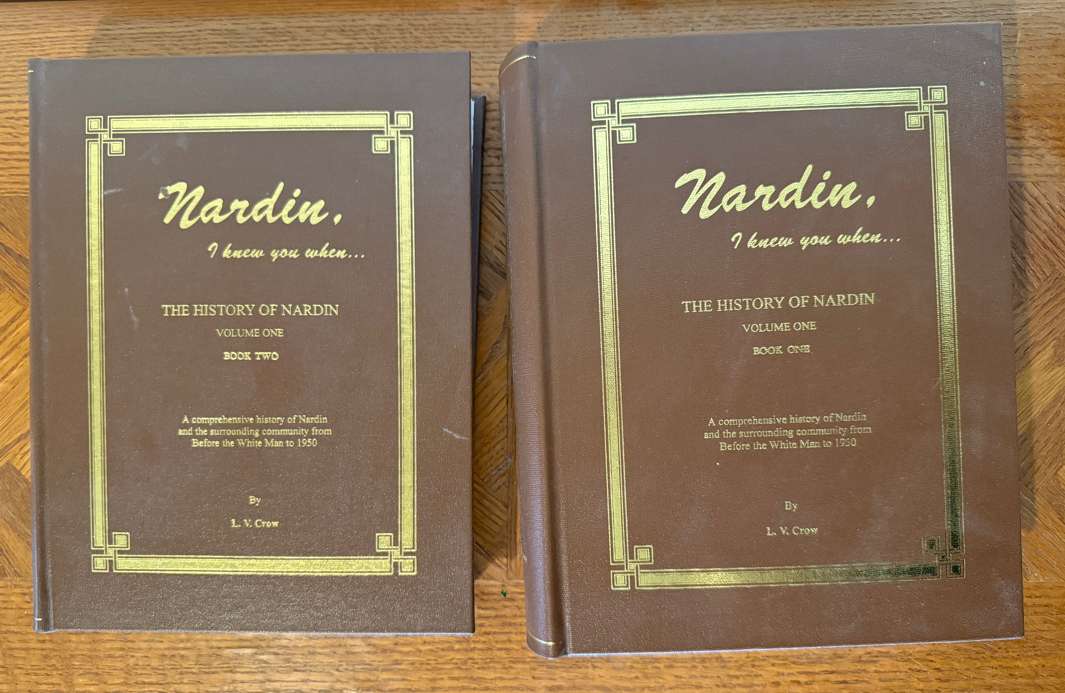 Nardin,
I knew you when...
THE HISTORY OF NARDIN
VOLUME ONE
BOOK TWO
A comprehensive history of Nardin
and the surrounding community from
Before the White Man to 1950
By
L. V. Crow
Nardin,
I knew you when...
THE HISTORY OF NARDIN
VOLUME ONE
BOOK ONE
A comprehensive history of Nardin
and the surrounding community from
Before the White Man to 1950
By
L. V. Crow